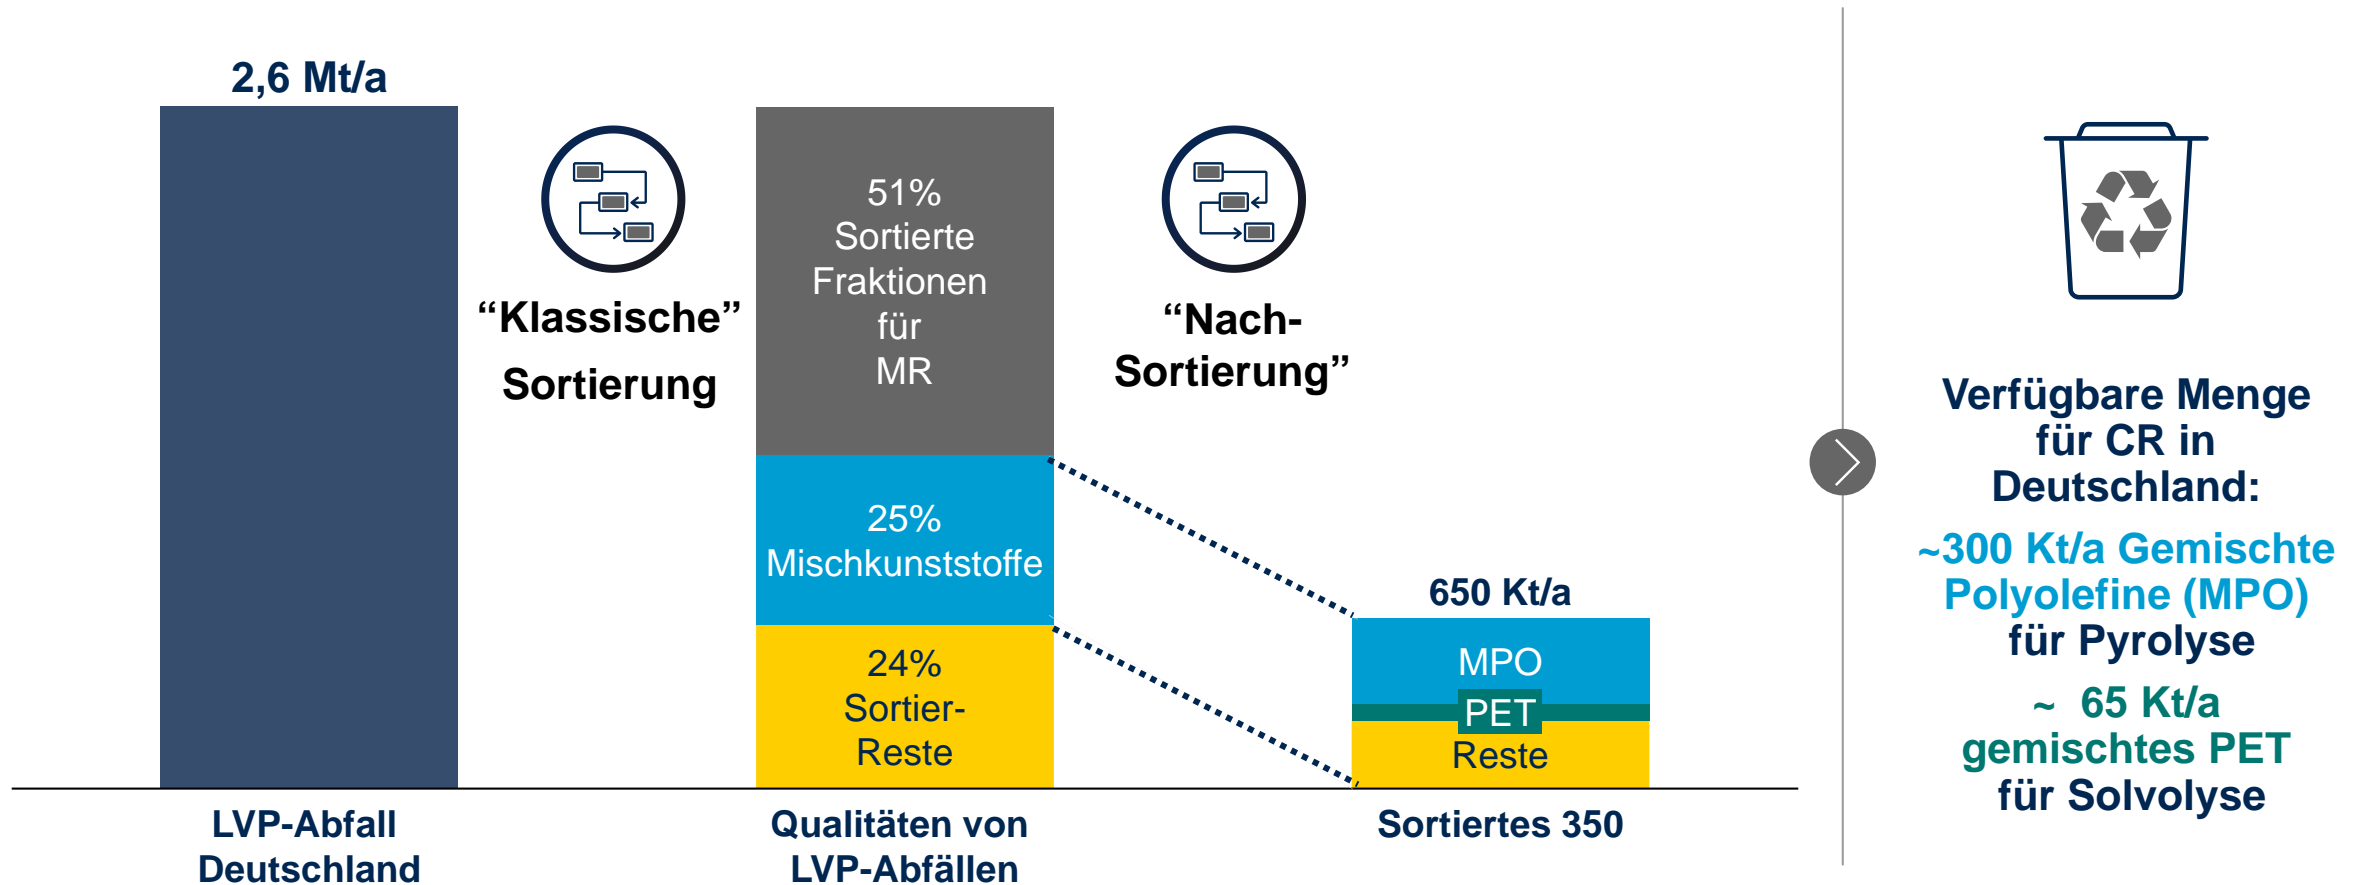 2,6 Mt/a
“Klassische”
Sortierung
51%
Sortierte
Fraktionen
für
MR
25%
Mischkunststoffe
24%
Sortier-
Reste
“Nach-
Sortierung”
650 Kt/a
MPO
PET
Reste
LVP-Abfall
Deutschland
Qualitäten von
LVP-Abfällen
Sortiertes 350
Verfügbare Menge
für CR in
Deutschland:
~300 Kt/a Gemischte
Polyolefine (MPO)
für Pyrolyse
~ 65 Kt/a
gemischtes PET
für Solvolyse